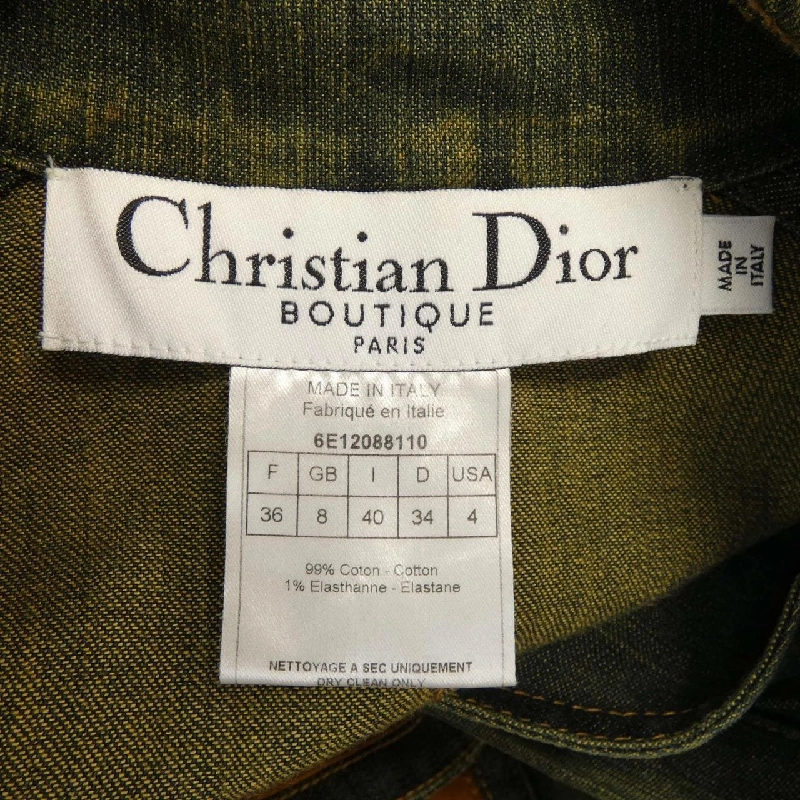 Christian Dior
BOUTIQUE
PARIS
MADE
IN
ITALY
MADE IN ITALY
Fabriqué en Italie
6E12088110
F GB I D USA
36 8 40 34 4
99% Coton - Cotton
1% Elasthanne - Elastane
NETTOYAGE A SEC UNIQUEMENT
DRY CLEAN ONLY